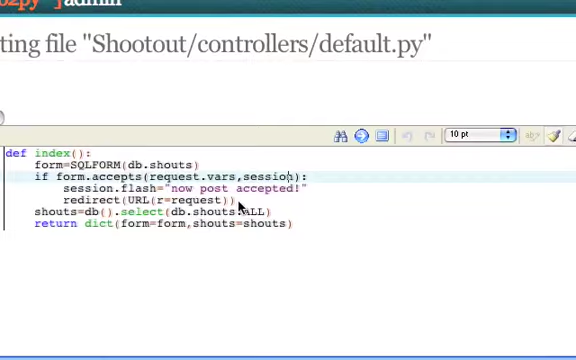 admin
ting file "Shootout/controllers/default.py"
10 pt
def index():
form=SQLFORM(db.shouts)
if form.accepts(request.vars,session):
session.flash="now post accepted!"
redirect(URL(r=request))
shouts=db().select(db.shouts.ALL)
return dict(form=form,shouts=shouts)